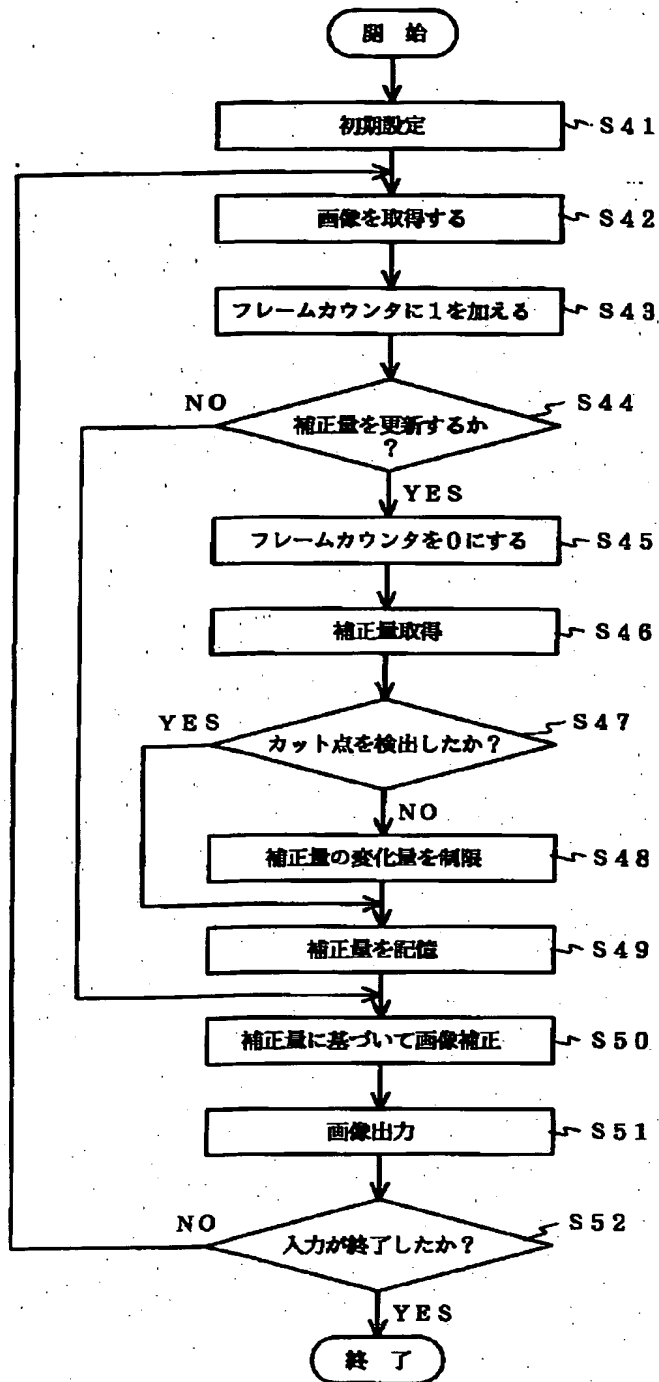 開 始
初期設定
S41
画像を取得する
S42
フレームカウンタに1を加える
S43
NO
S44
補正量を更新するか
?
YES
フレームカウンタを0にする
S45
補正量取得
S46
YES
S47
カット点を検出したか?
NO
補正量の変化量を制限
S48
補正量を記憶
S49
補正量に基づいて画像補正
S50
画像出力
S51
NO
S52
入力が終了したか?
YES
終 了